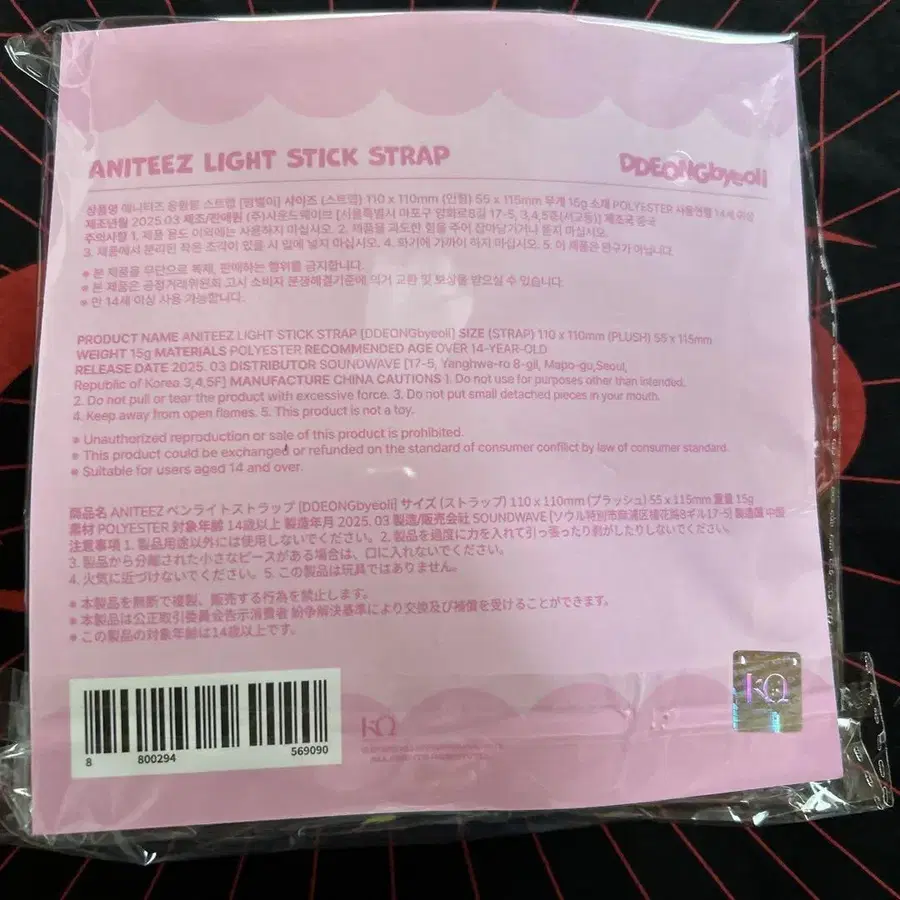 ANITEEZ LIGHT STICK STRAP
DDEONGbyeoli
상품명 애니티즈 응원봉 스트랩 [띵벌이] 사이즈 (스트랩) 110 x 110mm (인형) 55 x 115mm 무게 15g 소재 POLYESTER 사용연령 14세 이상
제조년월 2025.03 제조/판매원 (주)사운드웨이브 [서울특별시 마포구 양화로8길 17-5, 3,4,5층(서교동)] 제조국 중국
주의사항 1. 제품 용도 이외에는 사용하지 마십시오. 2. 제품을 과도한 힘을 주어 잡아당기거나 뜯지 마십시오.
3. 제품에서 분리된 작은 조각이 있을 시 입에 넣지 마십시오. 4. 화기에 가까이 하지 마십시오. 5. 이 제품은 완구가 아닙니다.
※ 본 제품을 무단으로 복제, 판매하는 행위를 금지합니다.
※ 본 제품은 공정거래위원회 고시 소비자 분쟁해결기준에 의거 교환 및 보상을 받으실 수 있습니다.
※ 만 14세 이상 사용 가능합니다.
PRODUCT NAME ANITEEZ LIGHT STICK STRAP [DDEONGbyeoli] SIZE (STRAP) 110 x 110mm (PLUSH) 55 x 115mm
WEIGHT 15g MATERIALS POLYESTER RECOMMENDED AGE OVER 14-YEAR-OLD
RELEASE DATE 2025. 03 DISTRIBUTOR SOUNDWAVE [17-5, Yanghwa-ro 8-gil, Mapo-go,Seoul,
Republic of Korea 3,4,5F] MANUFACTURE CHINA CAUTIONS 1. Do not use for purposes other than intended.
2. Do not pull or tear the product with excessive force. 3. Do not put small detached pieces in your mouth.
4. Keep away from open flames. 5. This product is not a toy.
※ Unauthorized reproduction or sale of this product is prohibited.
※ This product could be exchanged or refunded on the standard of consumer conflict by law of consumer standard.
※ Suitable for users aged 14 and over.
商品名 ANITEEZ ペンライトストラップ [DDEONGbyeoli] サイズ (ストラップ) 110 x 110mm (プラッシュ) 55 x 115mm 重量 15g
素材 POLYESTER 対象年齢 14歳以上 製造年月 2025. 03 製造/販売会社 SOUNDWAVE [ソウル特別市麻浦区楊花路8ギル17-5] 製造国 中国
注意事項 1. 製品用途以外には使用しないでください。2. 製品を過度に力を入れて引っ張ったり剥がしたりしないでください。
3. 製品から分離された小さなピースがある場合は、口に入れないでください。
4. 火気に近づけないでください。5. この製品は玩具ではありません。
※ 本製品を無断で複製、販売する行為を禁止します。
※ 本製品は公正取引委員会告示消費者 紛争解決基準により交換及び補償を受けることができます。
※ この製品の対象年齢は14歳以上です。
8 800294 569090
KQ
KQ